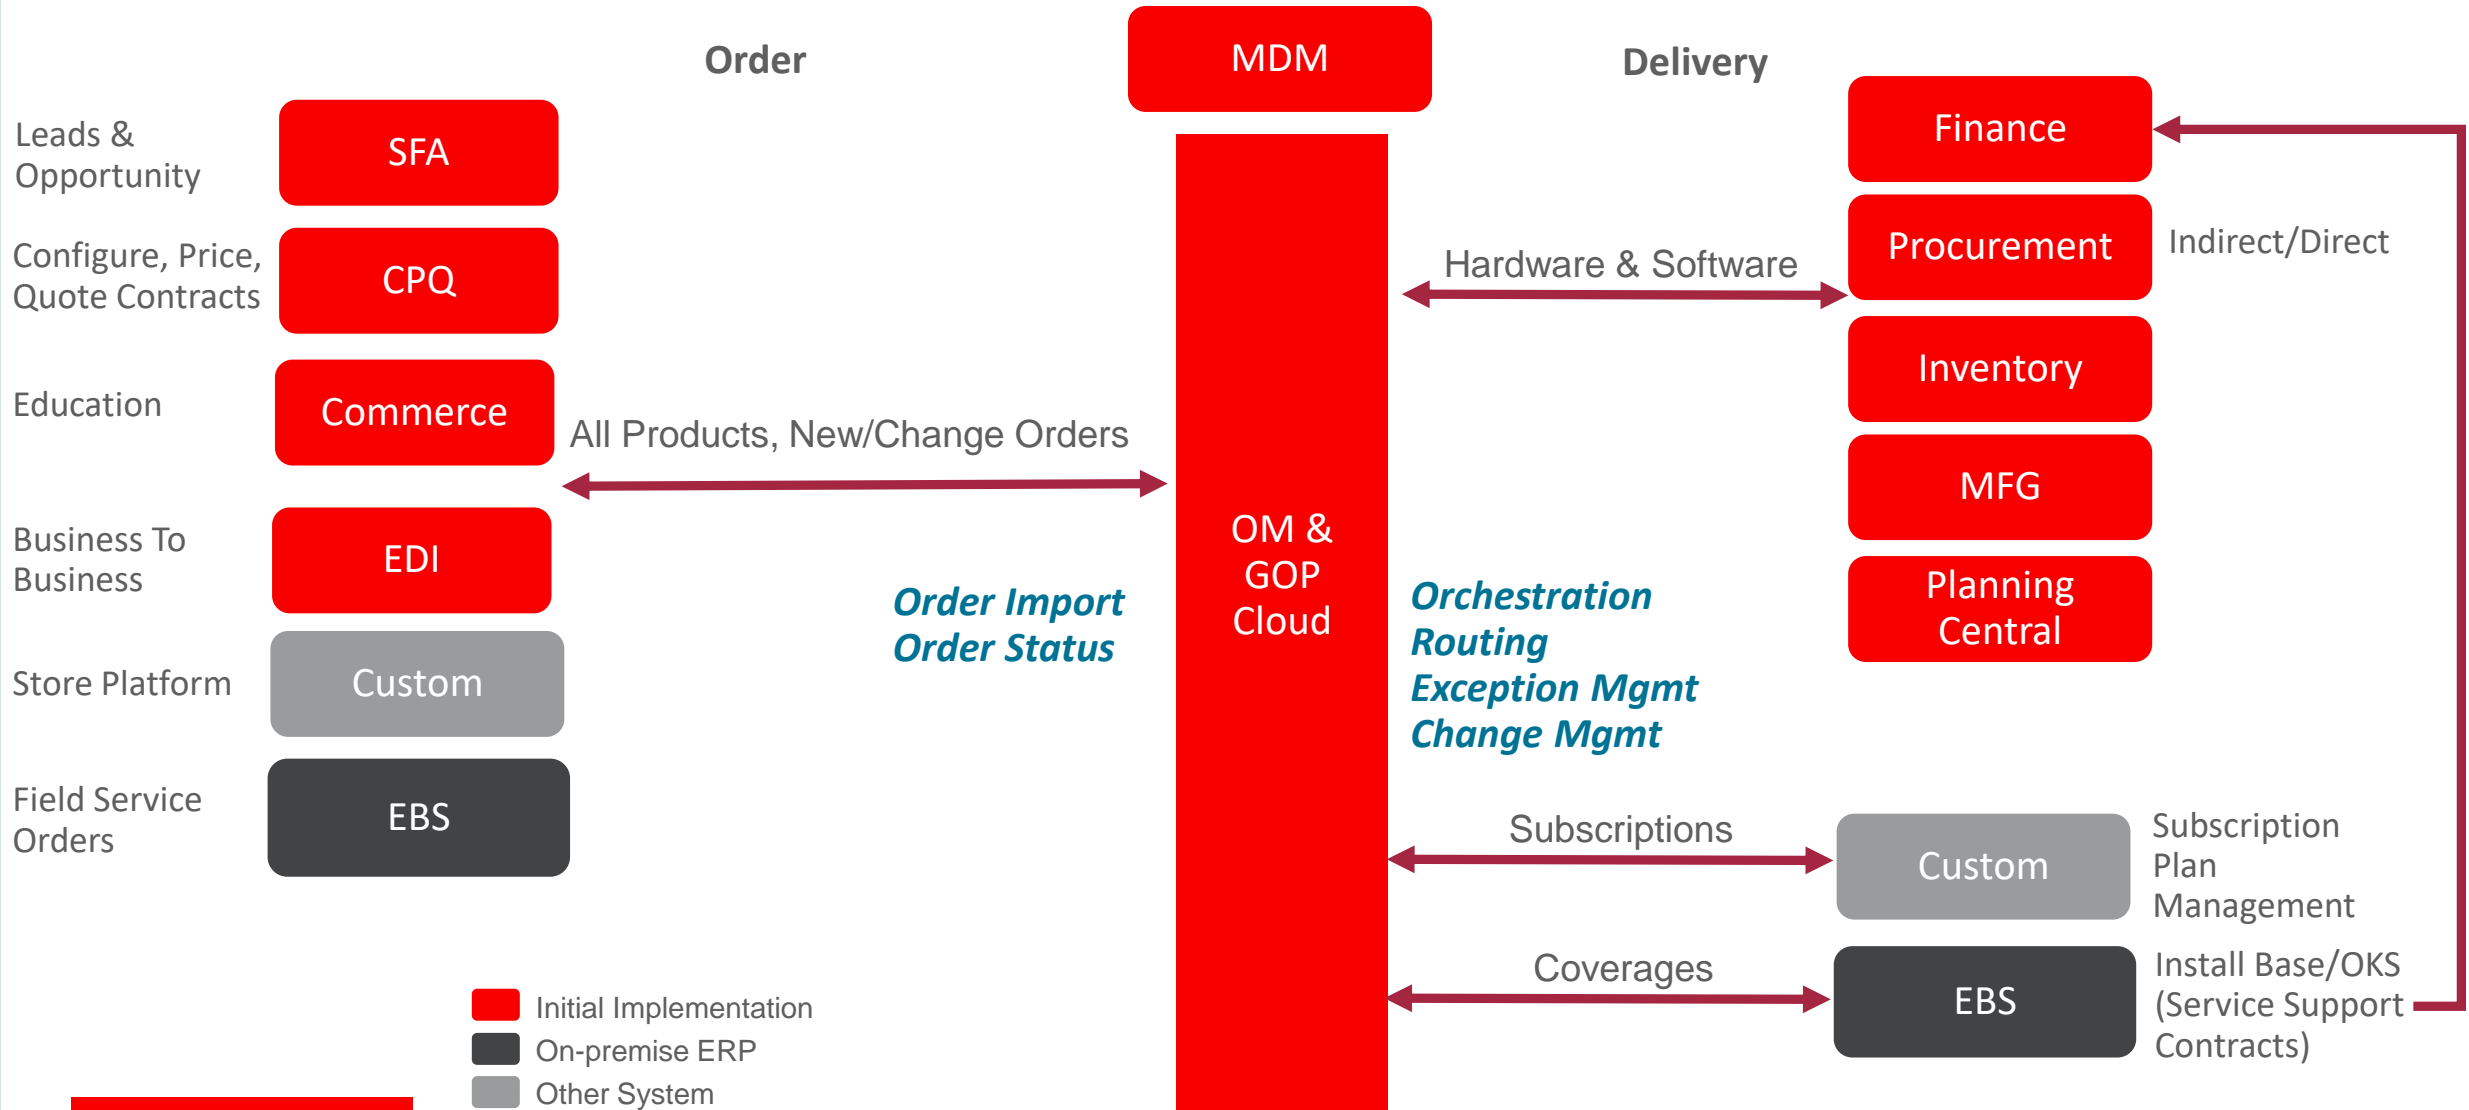 Order
MDM
Delivery
Leads &
Opportunity
SFA
Configure, Price,
Quote Contracts
CPQ
Education
Commerce
Business To
Business
EDI
Store Platform
Custom
Field Service
Orders
EBS
All Products, New/Change Orders
Order Import
Order Status
OM &
GOP
Cloud
Hardware & Software
Orchestration
Routing
Exception Mgmt
Change Mgmt
Subscriptions
Coverages
Finance
Procurement
Indirect/Direct
Inventory
MFG
Planning
Central
Custom
Subscription
Plan
Management
EBS
Install Base/OKS
(Service Support
Contracts)
Initial Implementation
On-premise ERP
Other System